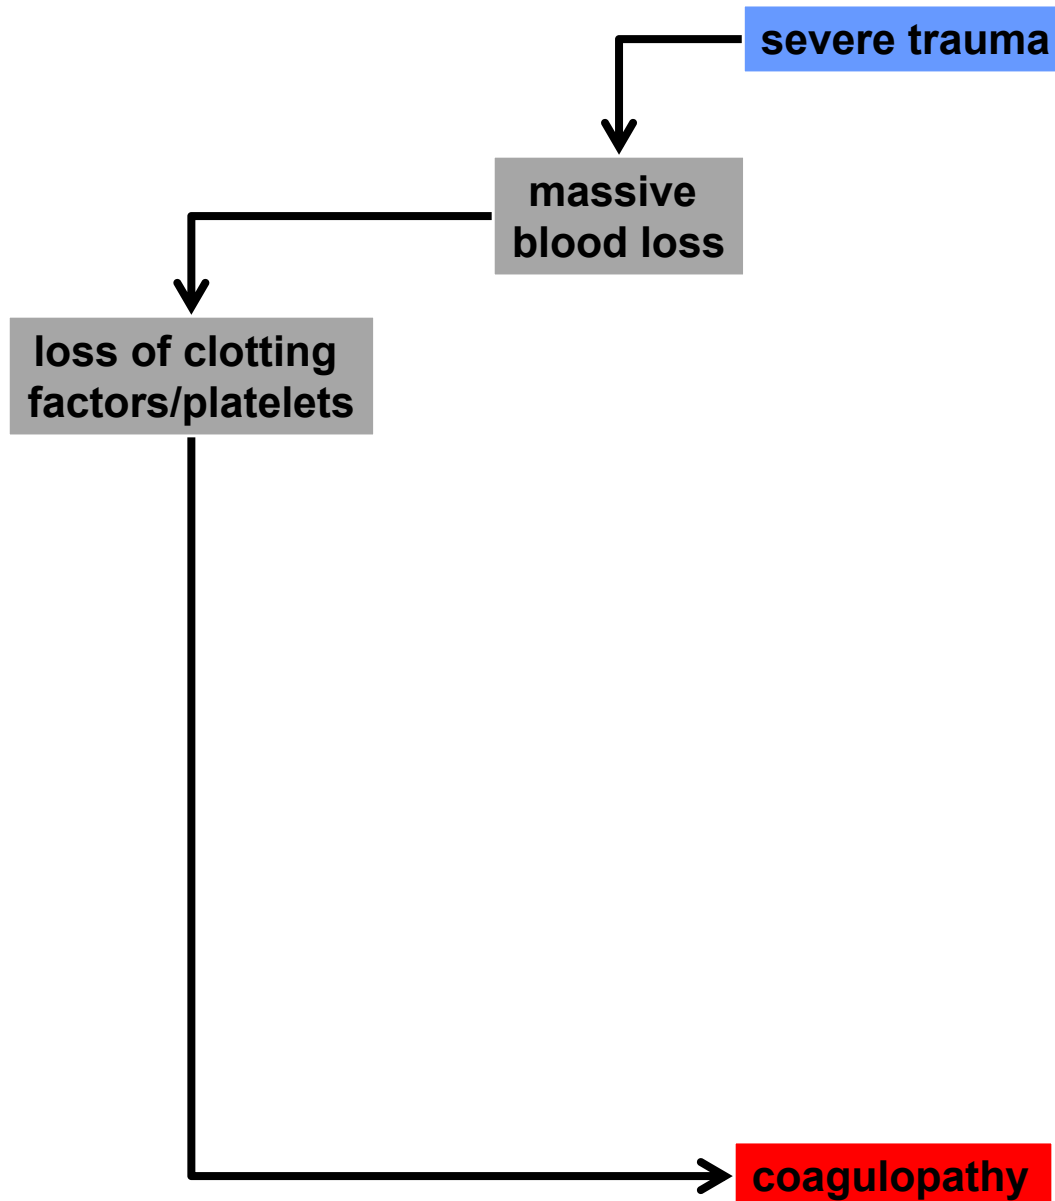 severe trauma
massive
blood loss
loss of clotting
factors/platelets
coagulopathy